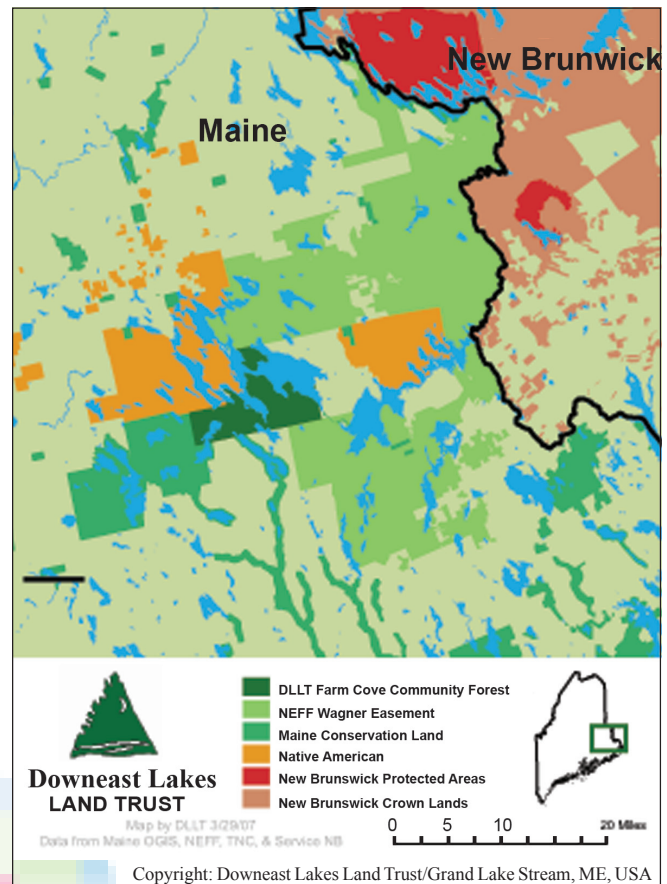 New Brunswick
Maine
DLLT Farm Cove Community Forest
NEFF Wagner Easement
Maine Conservation Land
Native American
New Brunswick Protected Areas
New Brunswick Crown Lands
Downeast Lakes
LAND TRUST
Map by DLLT 3/29/07
Data from Maine OGIS, NEFF, TNC, & Service NB
0 5 10 20 Miles
Copyright: Downeast Lakes Land Trust/Grand Lake Stream, ME, USA